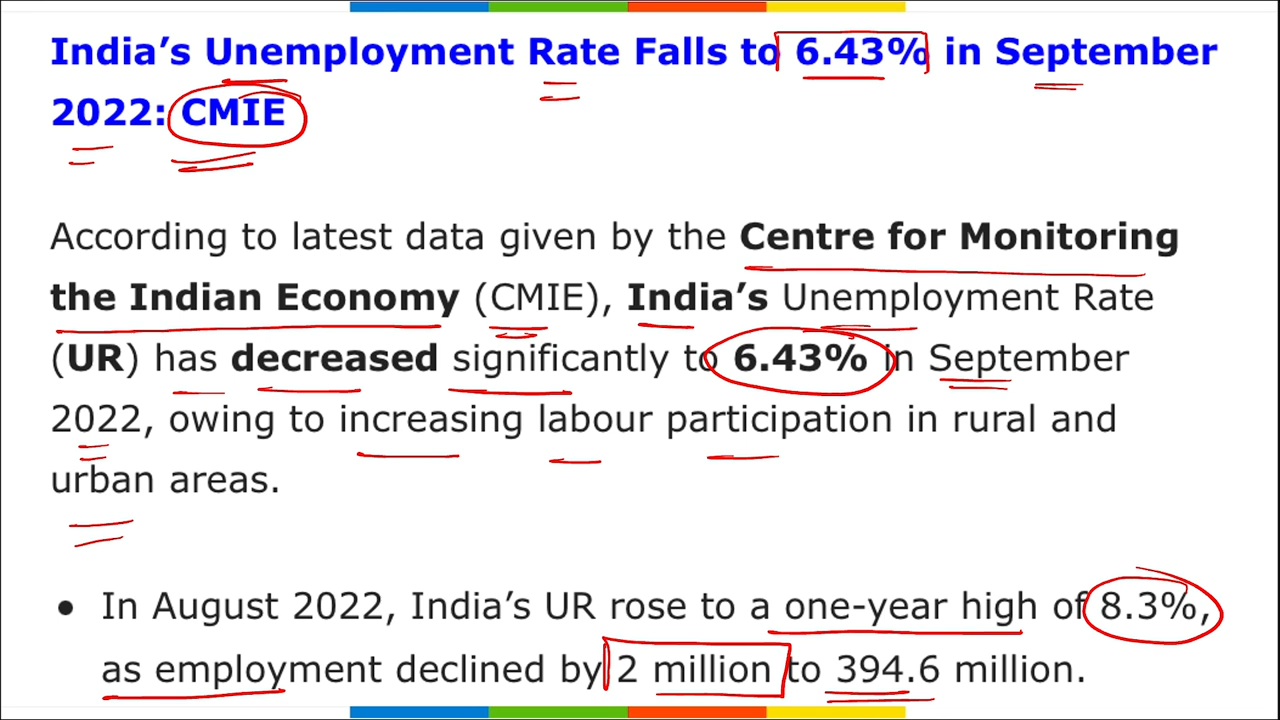 India’s Unemployment Rate Falls to 6.43% in September
2022: CMIE
According to latest data given by the Centre for Monitoring
the Indian Economy (CMIE), India’s Unemployment Rate
(UR) has decreased significantly to 6.43% in September
2022, owing to increasing labour participation in rural and
urban areas.
● In August 2022, India’s UR rose to a one-year high of 8.3%,
as employment declined by 2 million to 394.6 million.